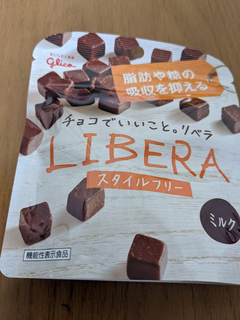 glico
脂肪や糖の
吸収を抑える
チョコでいいこと。リベラ
LIBERA
スタイルフリー
ミルク
機能性表示食品